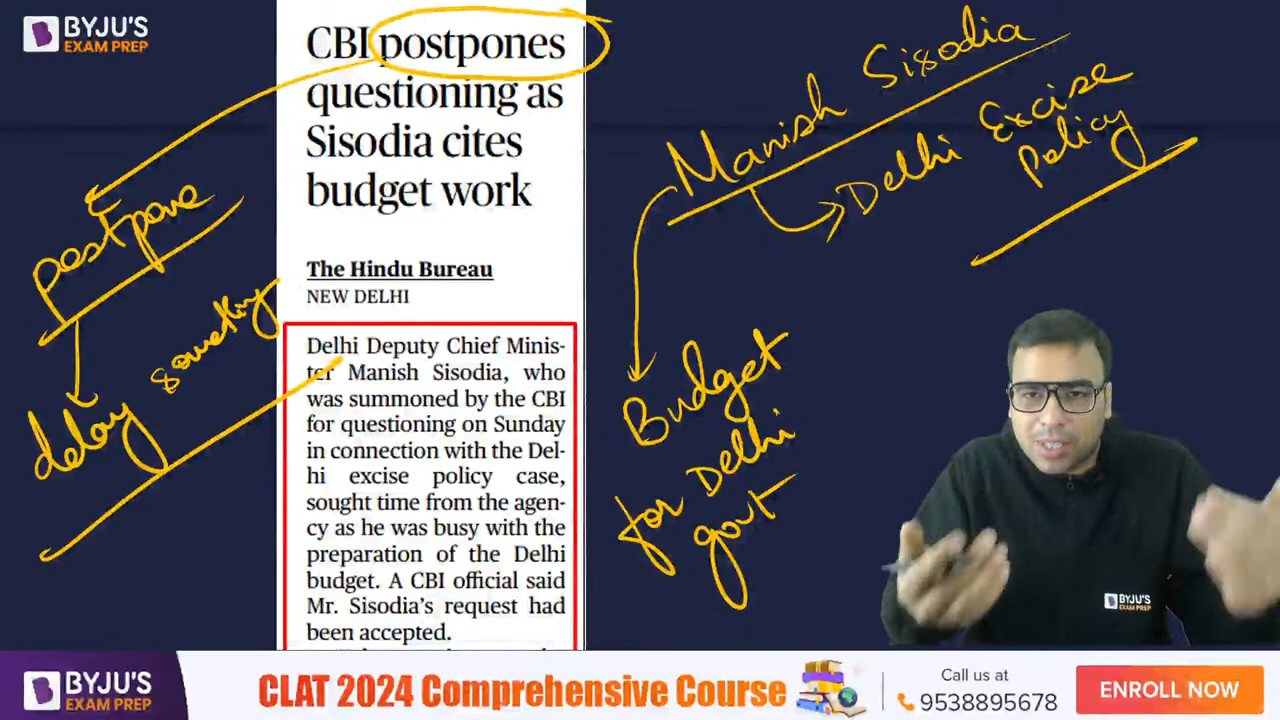 BYJU'S
EXAM PREP
CBI postpones
questioning as
Sisodia cites
budget work
The Hindu Bureau
NEW DELHI
Delhi Deputy Chief Minis-
ter Manish Sisodia, who
was summoned by the CBI
for questioning on Sunday
in connection with the Del-
hi excise policy case,
sought time from the agen-
cy as he was busy with the
preparation of the Delhi
budget. A CBI official said
Mr. Sisodia's request had
been accepted.
postpone
delay something
Manish Sisodia
Delhi Excise
Policy
Budget
for Delhi
govt
BYJU'S
EXAM PREP
BYJU'S
EXAM PREP
CLAT 2024 Comprehensive Course
Call us at
9538895678
ENROLL NOW